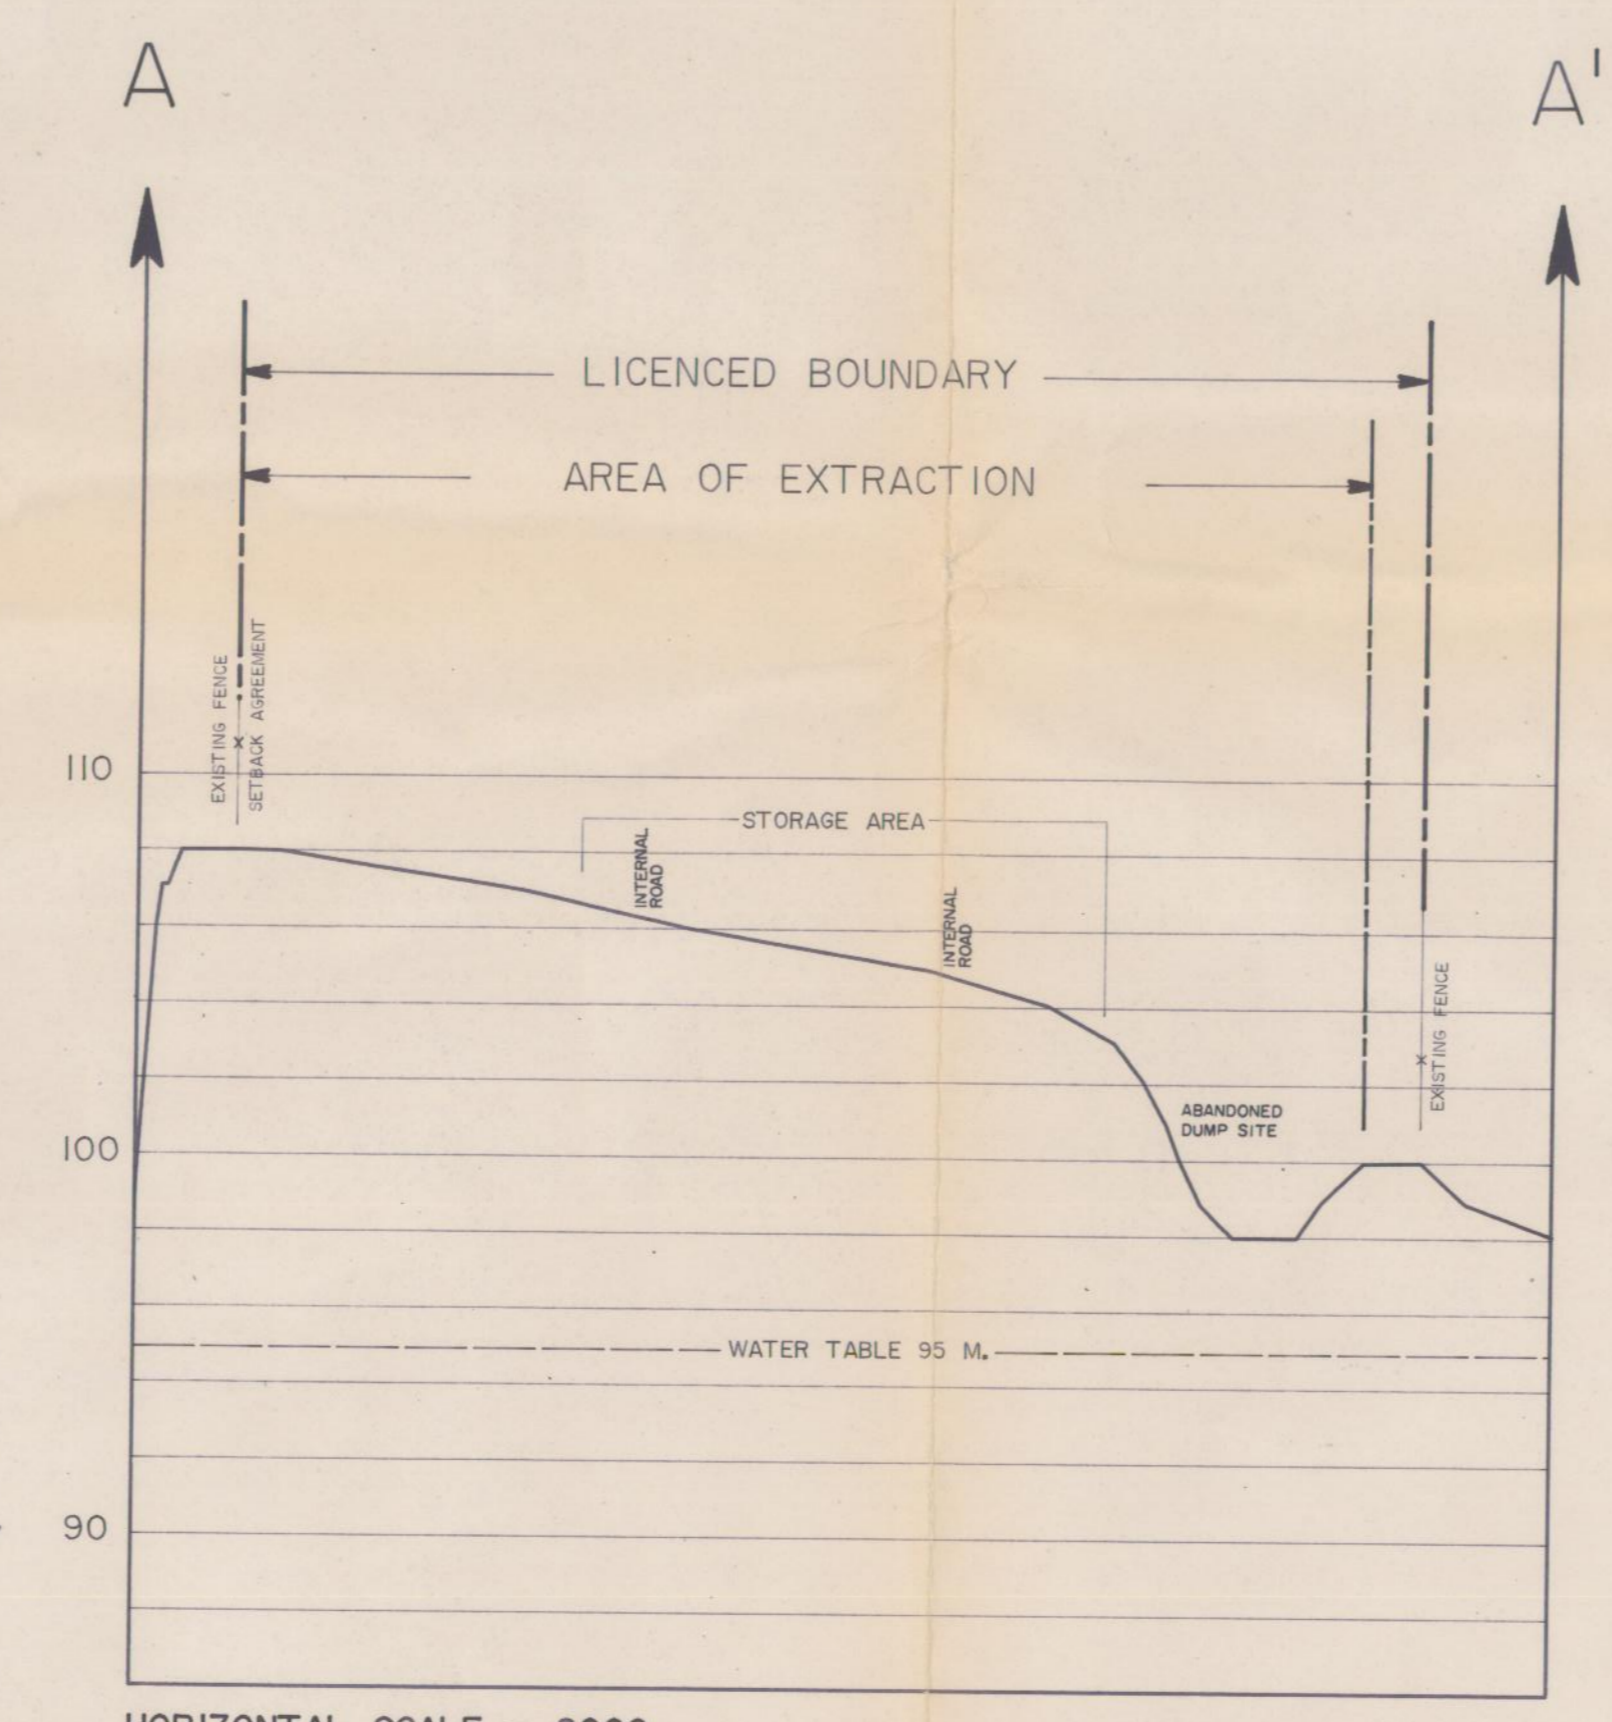 A
A'
LICENCED BOUNDARY
AREA OF EXTRACTION
EXISTING FENCE
SETBACK AGREEMENT
110
STORAGE AREA
INTERNAL
ROAD
INTERNAL
ROAD
EXISTING FENCE
ABANDONED
DUMP SITE
100
WATER TABLE 95 M.
90
HORIZONTAL SCALE